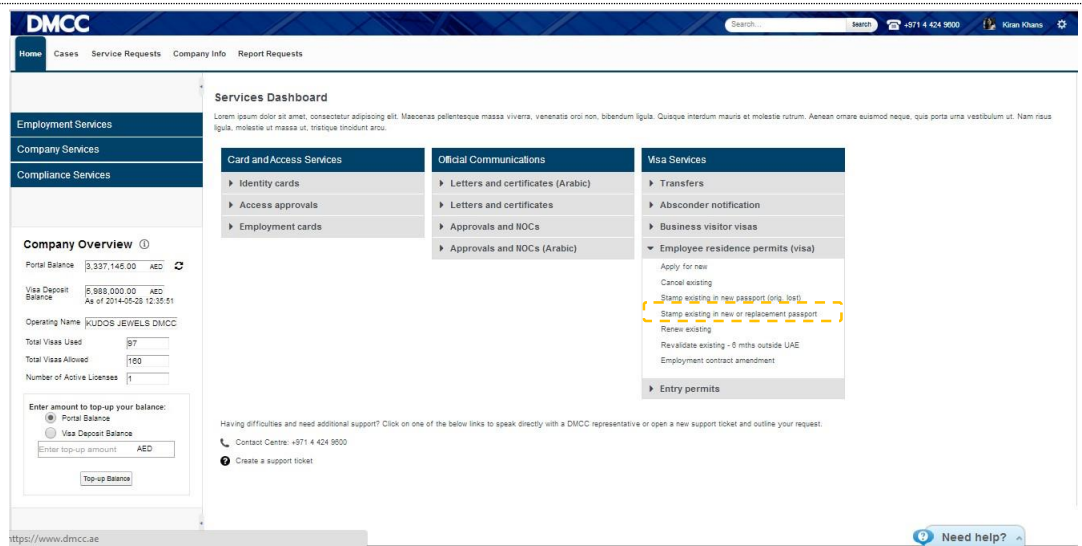 DMCC
Search...
Search
+971 4 424 9600
Kiran Khans
Home Cases Service Requests Company Info Report Requests
Employment Services
Company Services
Compliance Services
Company Overview
Portal Balance 3,337,145.00 AED
Visa Deposit Balance 5,988,000.00 AED
As of 2014-05-28 12:35:51
Operating Name KUDOS JEWELS DMCC
Total Visas Used 97
Total Visas Allowed 160
Number of Active Licenses 1
Enter amount to top-up your balance:
Portal Balance
Visa Deposit Balance
Enter top-up amount AED
Top-up Balance
Services Dashboard
Lorem ipsum dolor sit amet, consectetur adipiscing elit. Maecenas pellentesque massa viverra, venenatis orci non, bibendum ligula. Quisque interdum mauris et molestie rutrum. Aenean ornare euismod neque, quis porta urna vestibulum ut. Nam risus
ligula, molestie ut massa ut, tristique tincidunt arcu.
Card and Access Services
Identity cards
Access approvals
Employment cards
Official Communications
Letters and certificates (Arabic)
Letters and certificates
Approvals and NOCs
Approvals and NOCs (Arabic)
Visa Services
Transfers
Absconder notification
Business visitor visas
Employee residence permits (visa)
Apply for new
Cancel existing
Stamp existing in new passport (orig. lost)
Stamp existing in new or replacement passport
Renew existing
Revalidate existing - 6 mths outside UAE
Employment contract amendment
Entry permits
Having difficulties and need additional support? Click on one of the below links to speak directly with a DMCC representative or open a new support ticket and outline your request.
Contact Centre: +971 4 424 9600
Create a support ticket
https://www.dmcc.ae
Need help?